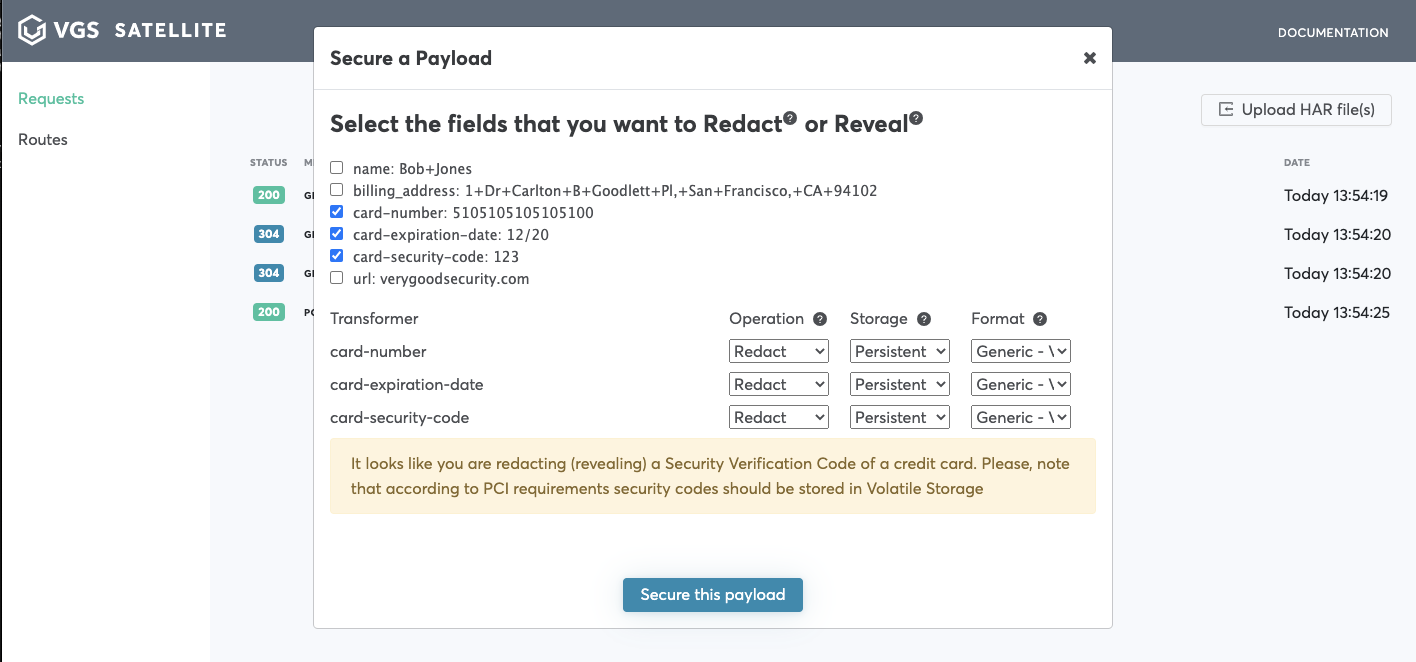 VGS SATELLITE
DOCUMENTATION
Requests
Routes
Upload HAR file(s)
Secure a Payload
Select the fields that you want to Redact? or Reveal?
name: Bob+Jones
billing_address: 1+Dr+Carlton+B+Goodlett+Pl,+San+Francisco,+CA+94102
card-number: 5105105105105100
card-expiration-date: 12/20
card-security-code: 123
url: verygoodsecurity.com
Transformer Operation ? Storage ? Format ?
card-number Redact Persistent Generic -
card-expiration-date Redact Persistent Generic -
card-security-code Redact Persistent Generic -
It looks like you are redacting (revealing) a Security Verification Code of a credit card. Please, note
that according to PCI requirements security codes should be stored in Volatile Storage
Secure this payload
STATUS DATE
200 Today 13:54:19
304 Today 13:54:20
304 Today 13:54:20
200 Today 13:54:25